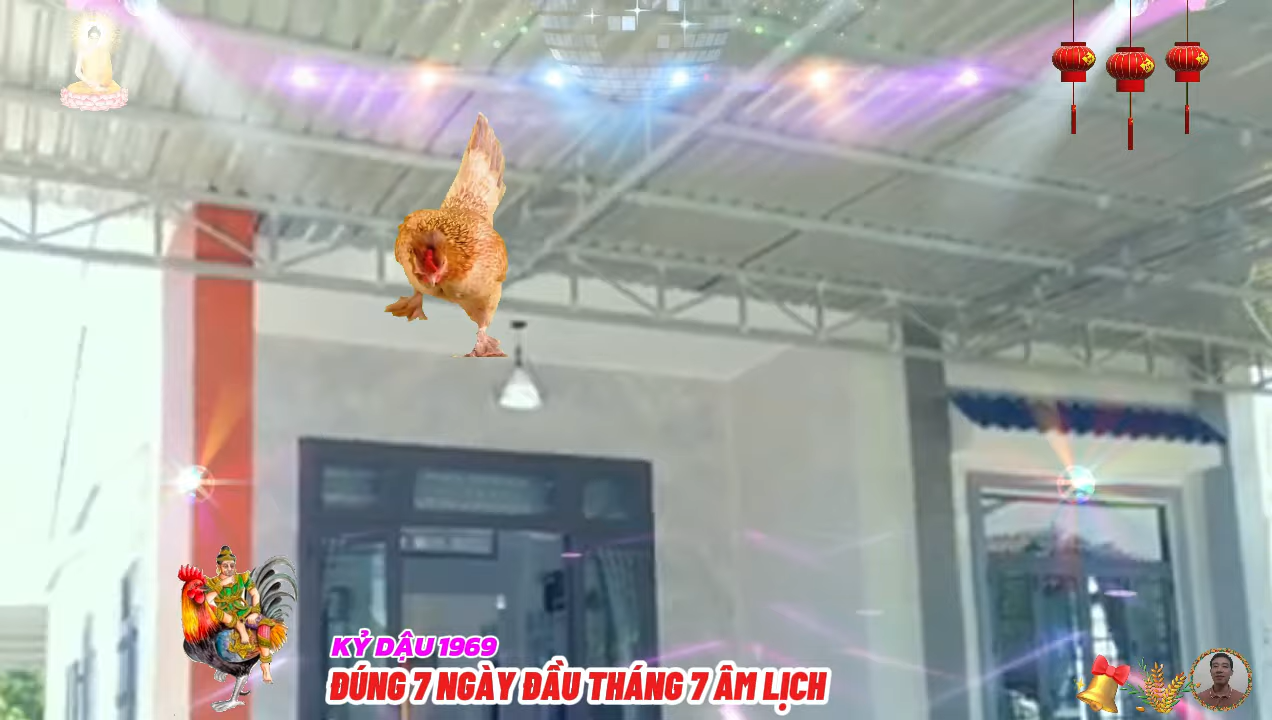 KỶ DẬU 1969
ĐÚNG 7 NGÀY ĐẦU THÁNG 7 ÂM LỊCH